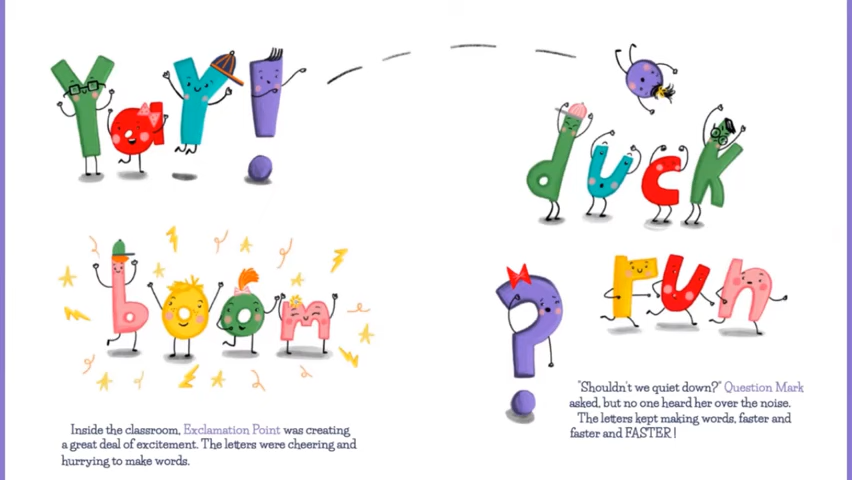 Yay!
boom
Inside the classroom, Exclamation Point was creating
a great deal of excitement. The letters were cheering and
hurrying to make words.
duck
? run
"Shouldn't we quiet down?" Question Mark
asked, but no one heard her over the noise.
The letters kept making words, faster and
faster and FASTER!